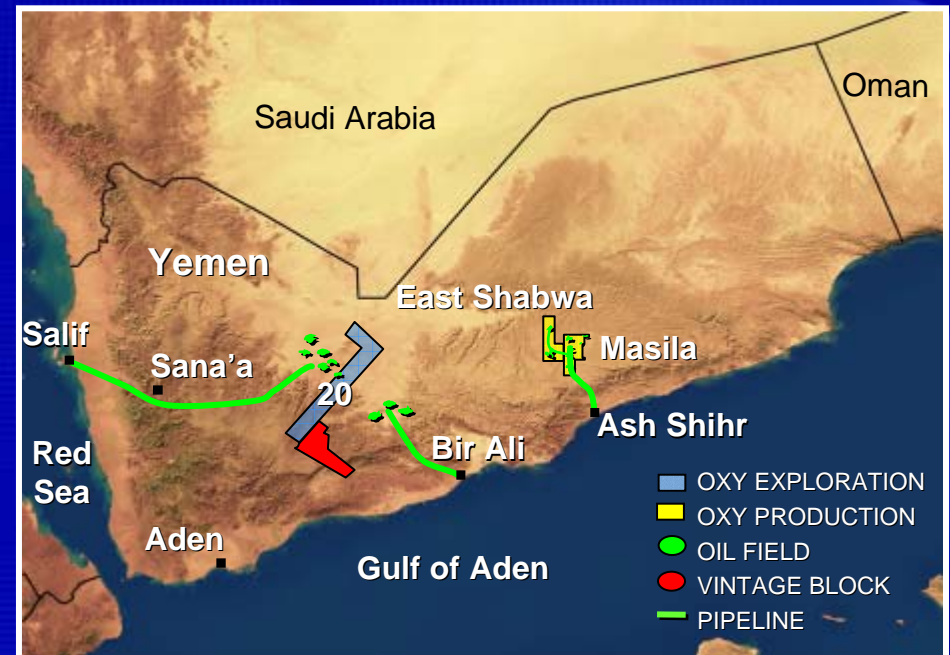 Oman
Saudi Arabia
Yemen
East Shabwa
Salif
Masila
Sana'a
20
Ash Shihr
Bir Ali
Red
Sea
OXY EXPLORATION
OXY PRODUCTION
Aden
OIL FIELD
Gulf of Aden
VINTAGE BLOCK
PIPELINE